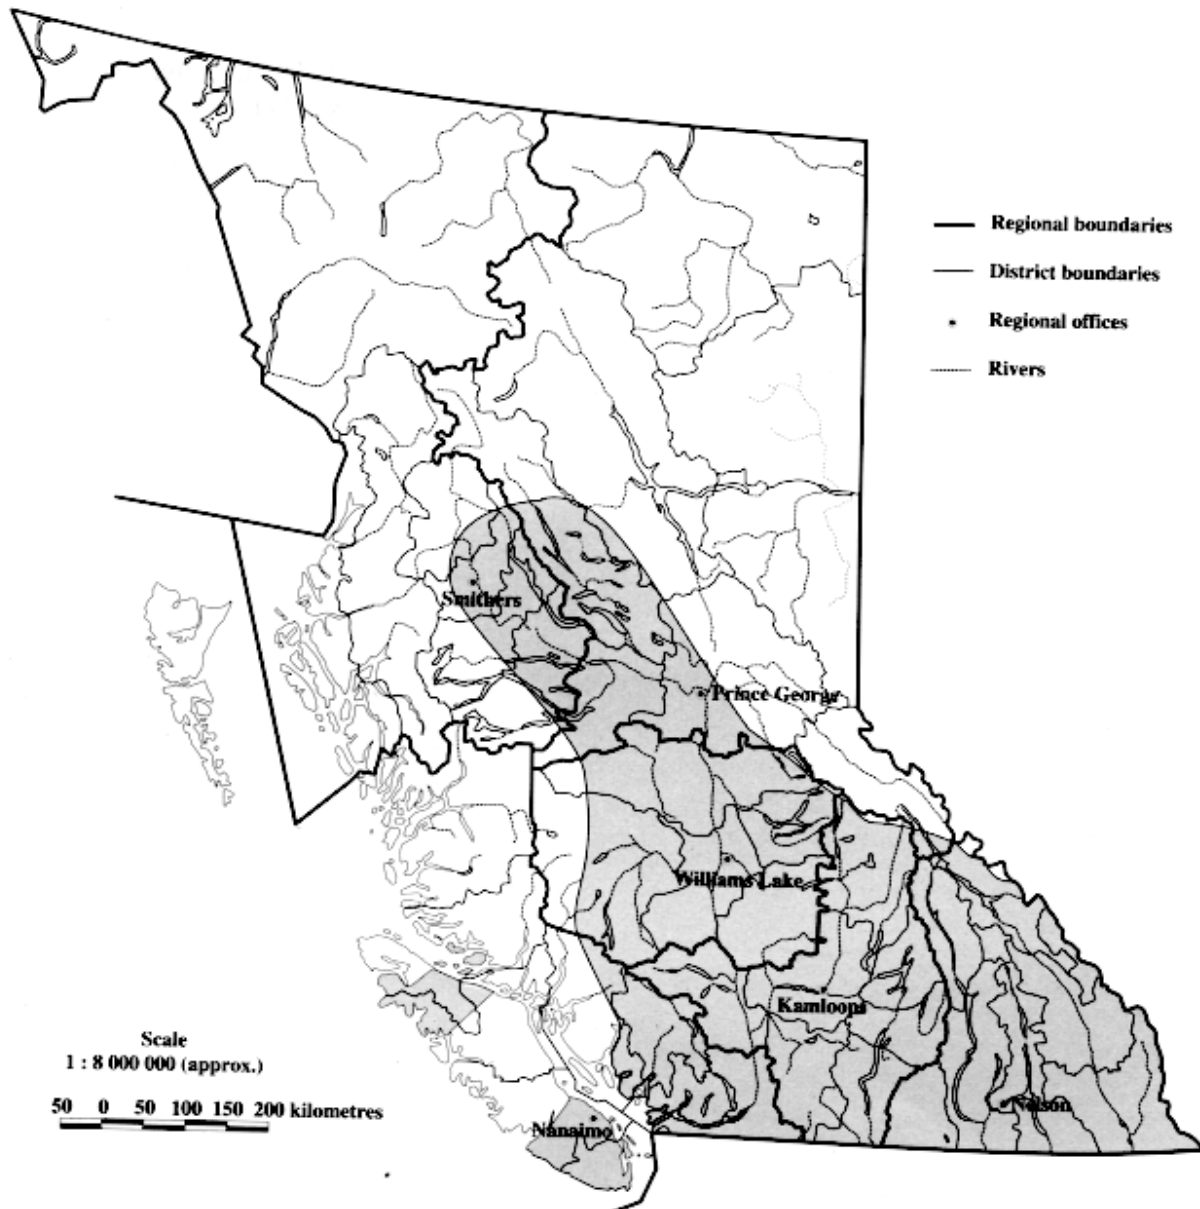 Regional boundaries
District boundaries
Regional offices
Rivers
Smithers
Prince George
Williams Lake
Kamloops
Nelson
Nanaimo
Scale
1 : 8 000 000 (approx.)
50 0 50 100 150 200 kilometres